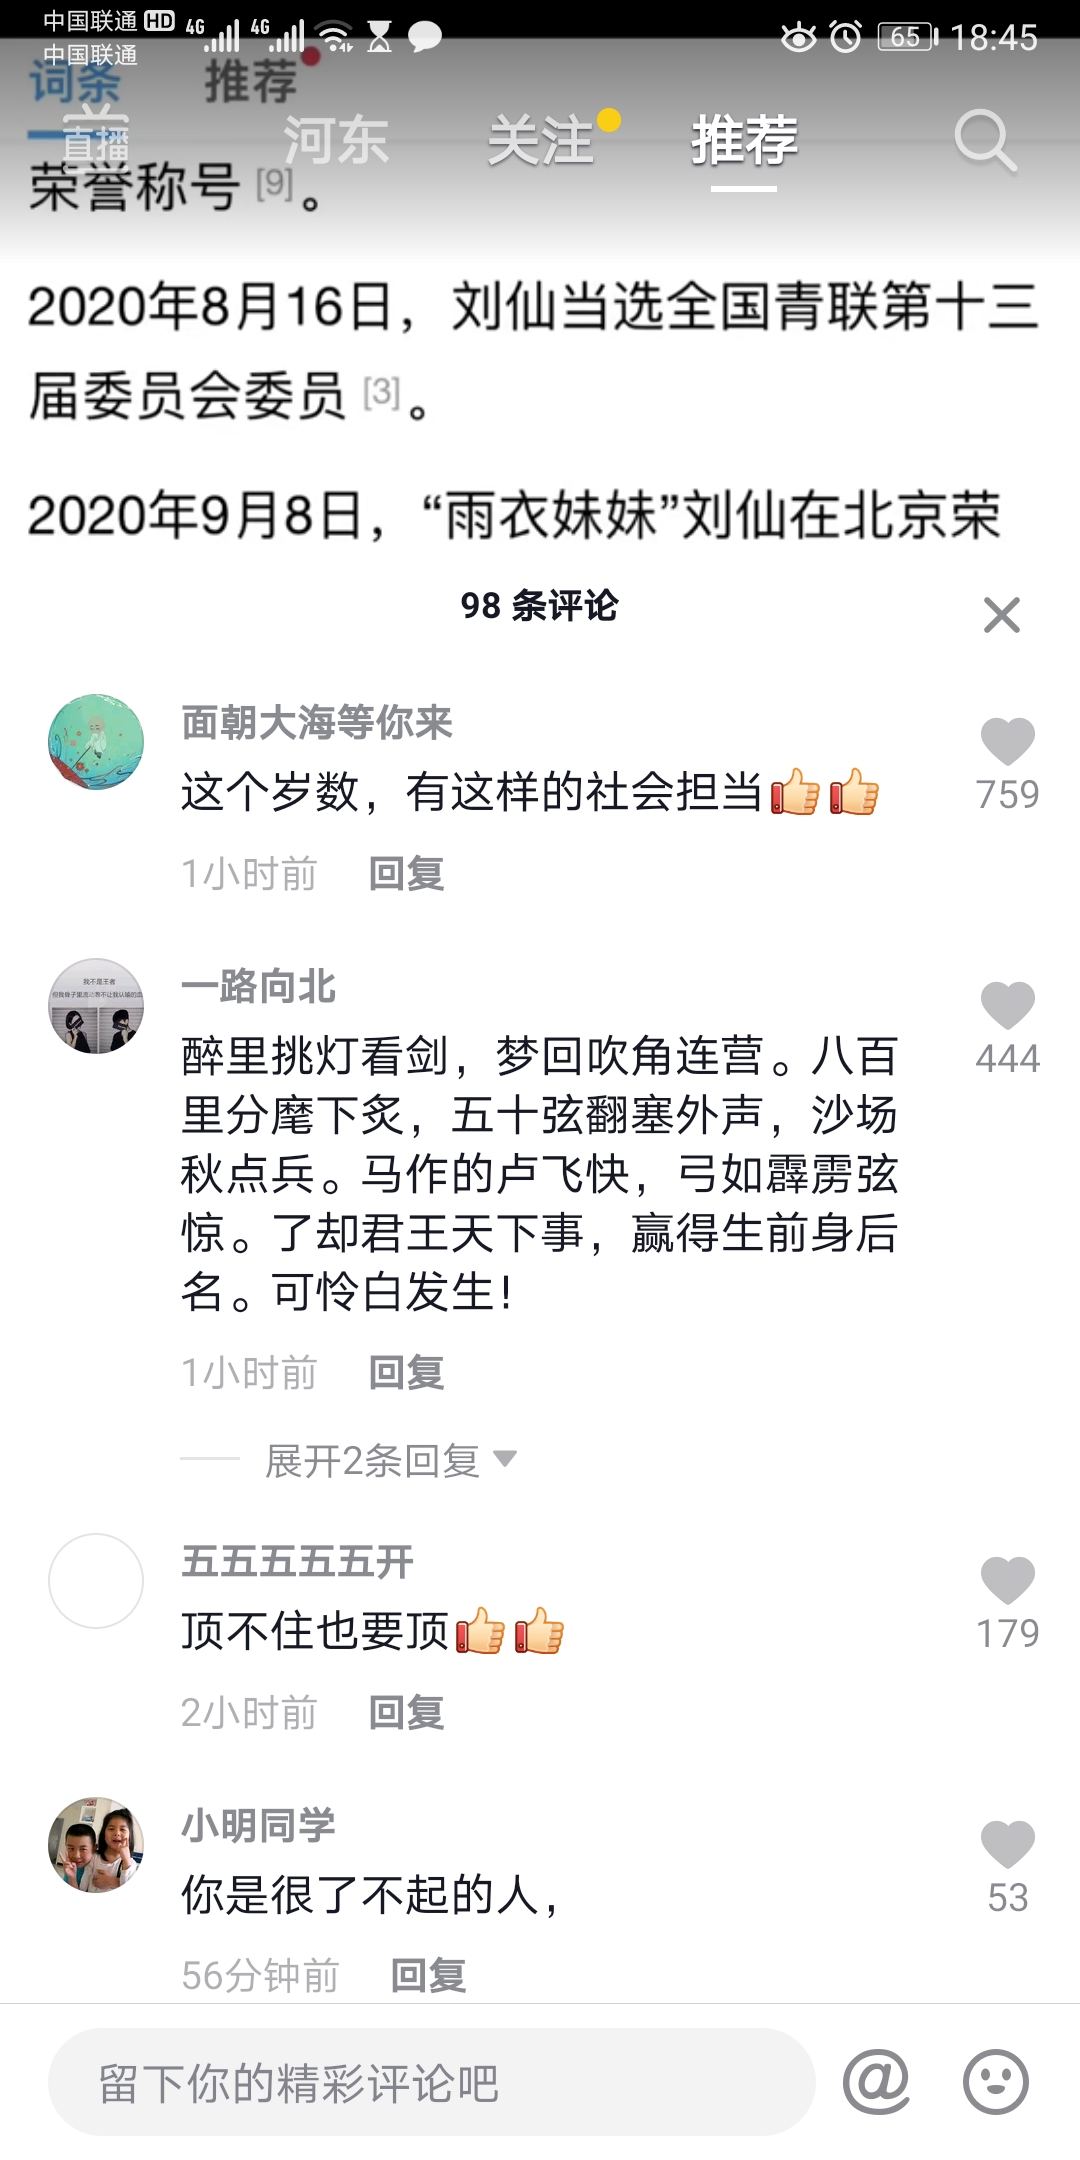 中国联通 HD 4G 4G 65 18:45
中国联通
词条 推荐
直播 河东 关注 推荐
荣誉称号 [9] 。
2020年8月16日，刘仙当选全国青联第十三
届委员会委员 [3] 。
2020年9月8日，“雨衣妹妹”刘仙在北京荣
98 条评论
面朝大海等你来
这个岁数，有这样的社会担当👍👍
759
1小时前 回复
一路向北
醉里挑灯看剑，梦回吹角连营。八百
里分麾下炙，五十弦翻塞外声，沙场
秋点兵。马作的卢飞快，弓如霹雳弦
惊。了却君王天下事，赢得生前身后
名。可怜白发生！
444
1小时前 回复
展开2条回复
五五五五五开
顶不住也要顶👍👍
179
2小时前 回复
小明同学
你是很了不起的人，
53
56分钟前 回复
留下你的精彩评论吧 @